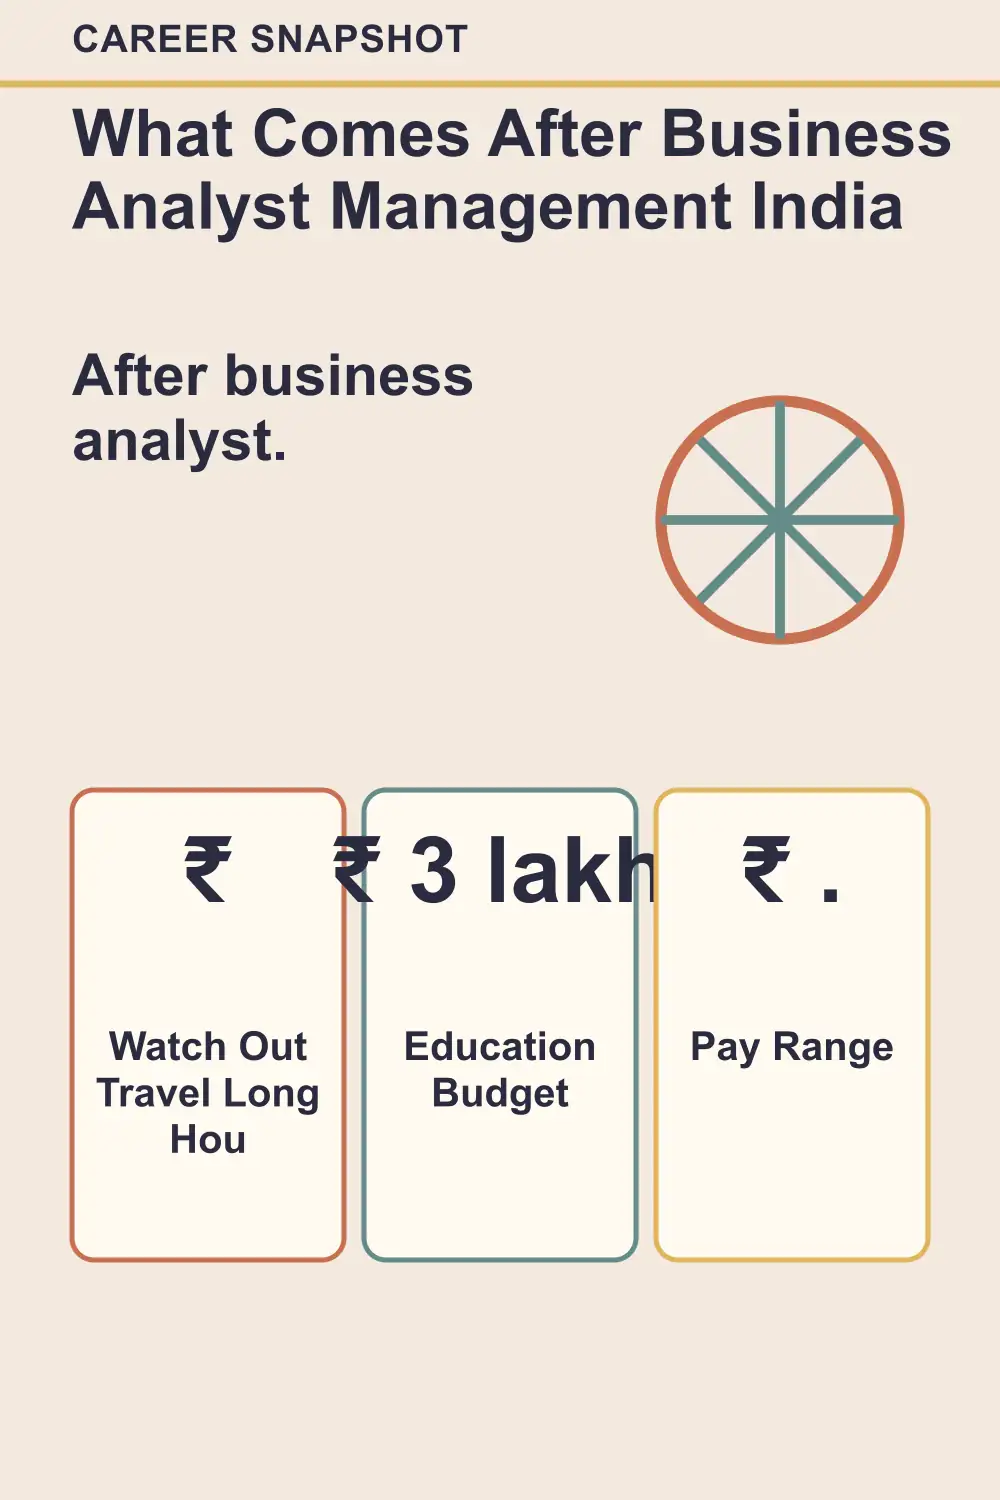 CAREER SNAPSHOT
What Comes After Business
Analyst Management India
After business
analyst.
₹
₹ 3 lakh
₹ .
Watch Out
Travel Long
Hou
Education
Budget
Pay Range